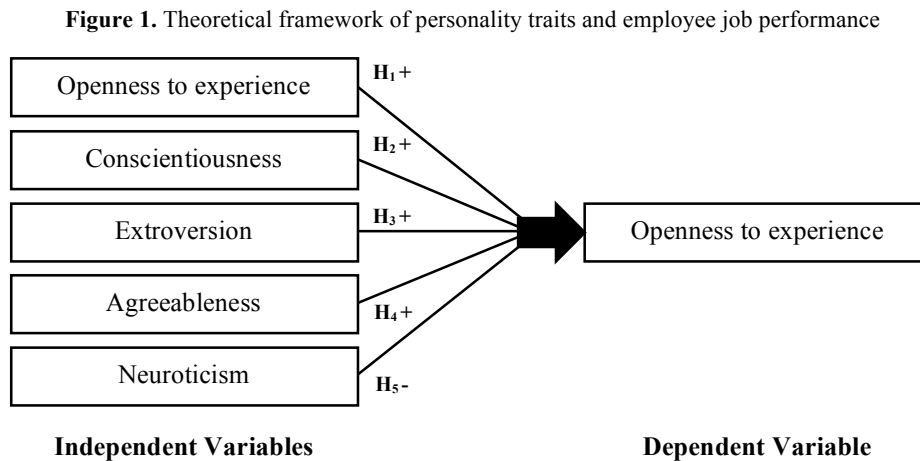 Figure 1. Theoretical framework of personality traits and employee job performance
Openness to experience
H₁+
Conscientiousness
H₂+
Extroversion
H₃+
Openness to experience
Agreeableness
H₄+
Neuroticism
H₅-
Independent Variables
Dependent Variable